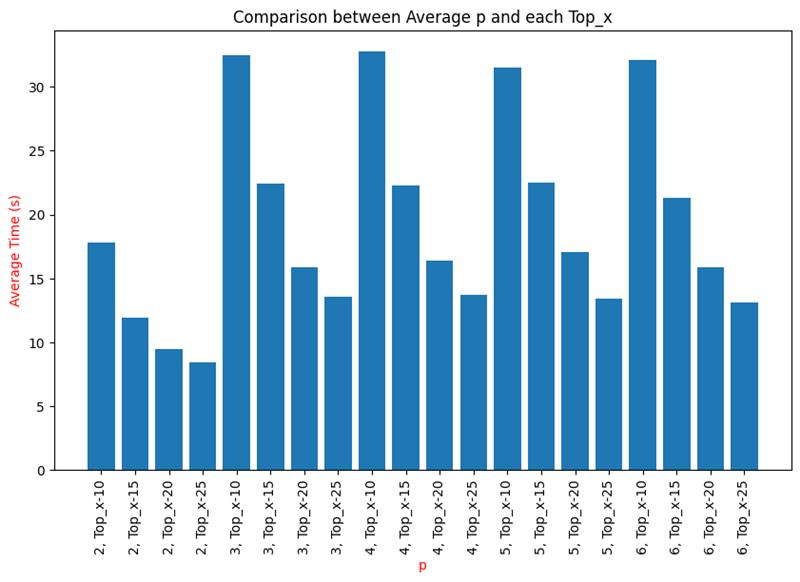 Comparison between Average p and each Top_x
Average Time (s)
30
25
20
15
10
5
0
2, Top_x-10
2, Top_x-15
2, Top_x-20
2, Top_x-25
3, Top_x-10
3, Top_x-15
3, Top_x-20
3, Top_x-25
4, Top_x-10
4, Top_x-15
4, Top_x-20
4, Top_x-25
5, Top_x-10
5, Top_x-15
5, Top_x-20
5, Top_x-25
6, Top_x-10
6, Top_x-15
6, Top_x-20
6, Top_x-25
p